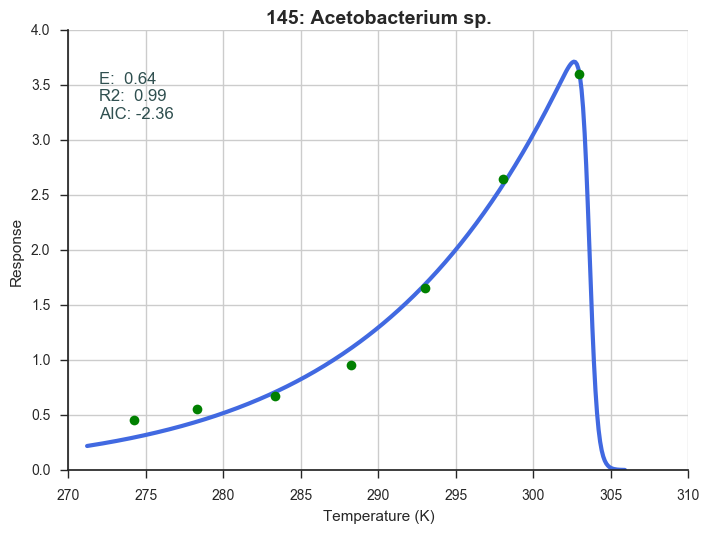 145: Acetobacterium sp.
E:  0.64
R2:  0.99
AIC: -2.36
4.0
3.5
3.0
2.5
2.0
1.5
1.0
0.5
0.0
Response
270 275 280 285 290 295 300 305 310
Temperature (K)